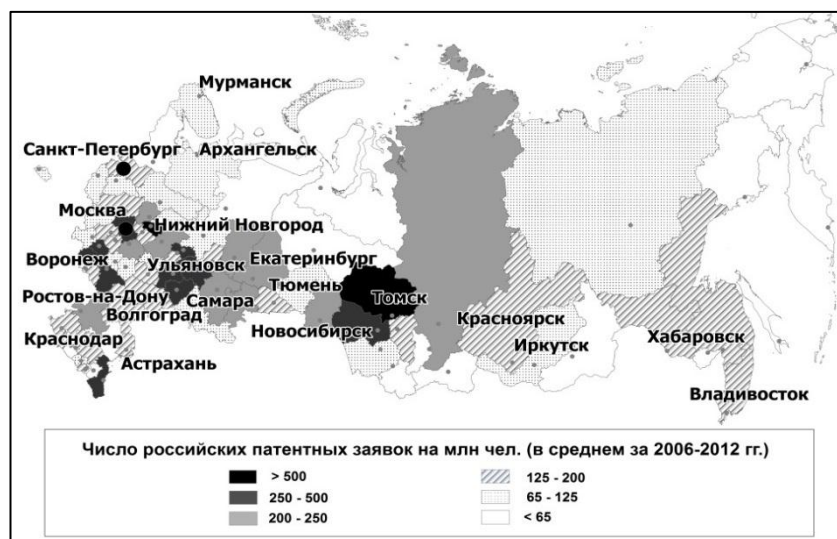 Мурманск
Санкт-Петербург
Архангельск
Москва
Нижний Новгород
Воронеж
Ульяновск
Екатеринбург
Тюмень
Томск
Ростов-на-Дону
Самара
Волгоград
Новосибирск
Красноярск
Краснодар
Иркутск
Хабаровск
Астрахань
Владивосток
Число российских патентных заявок на млн чел. (в среднем за 2006-2012 гг.)
> 500
125 - 200
250 - 500
65 - 125
200 - 250
< 65